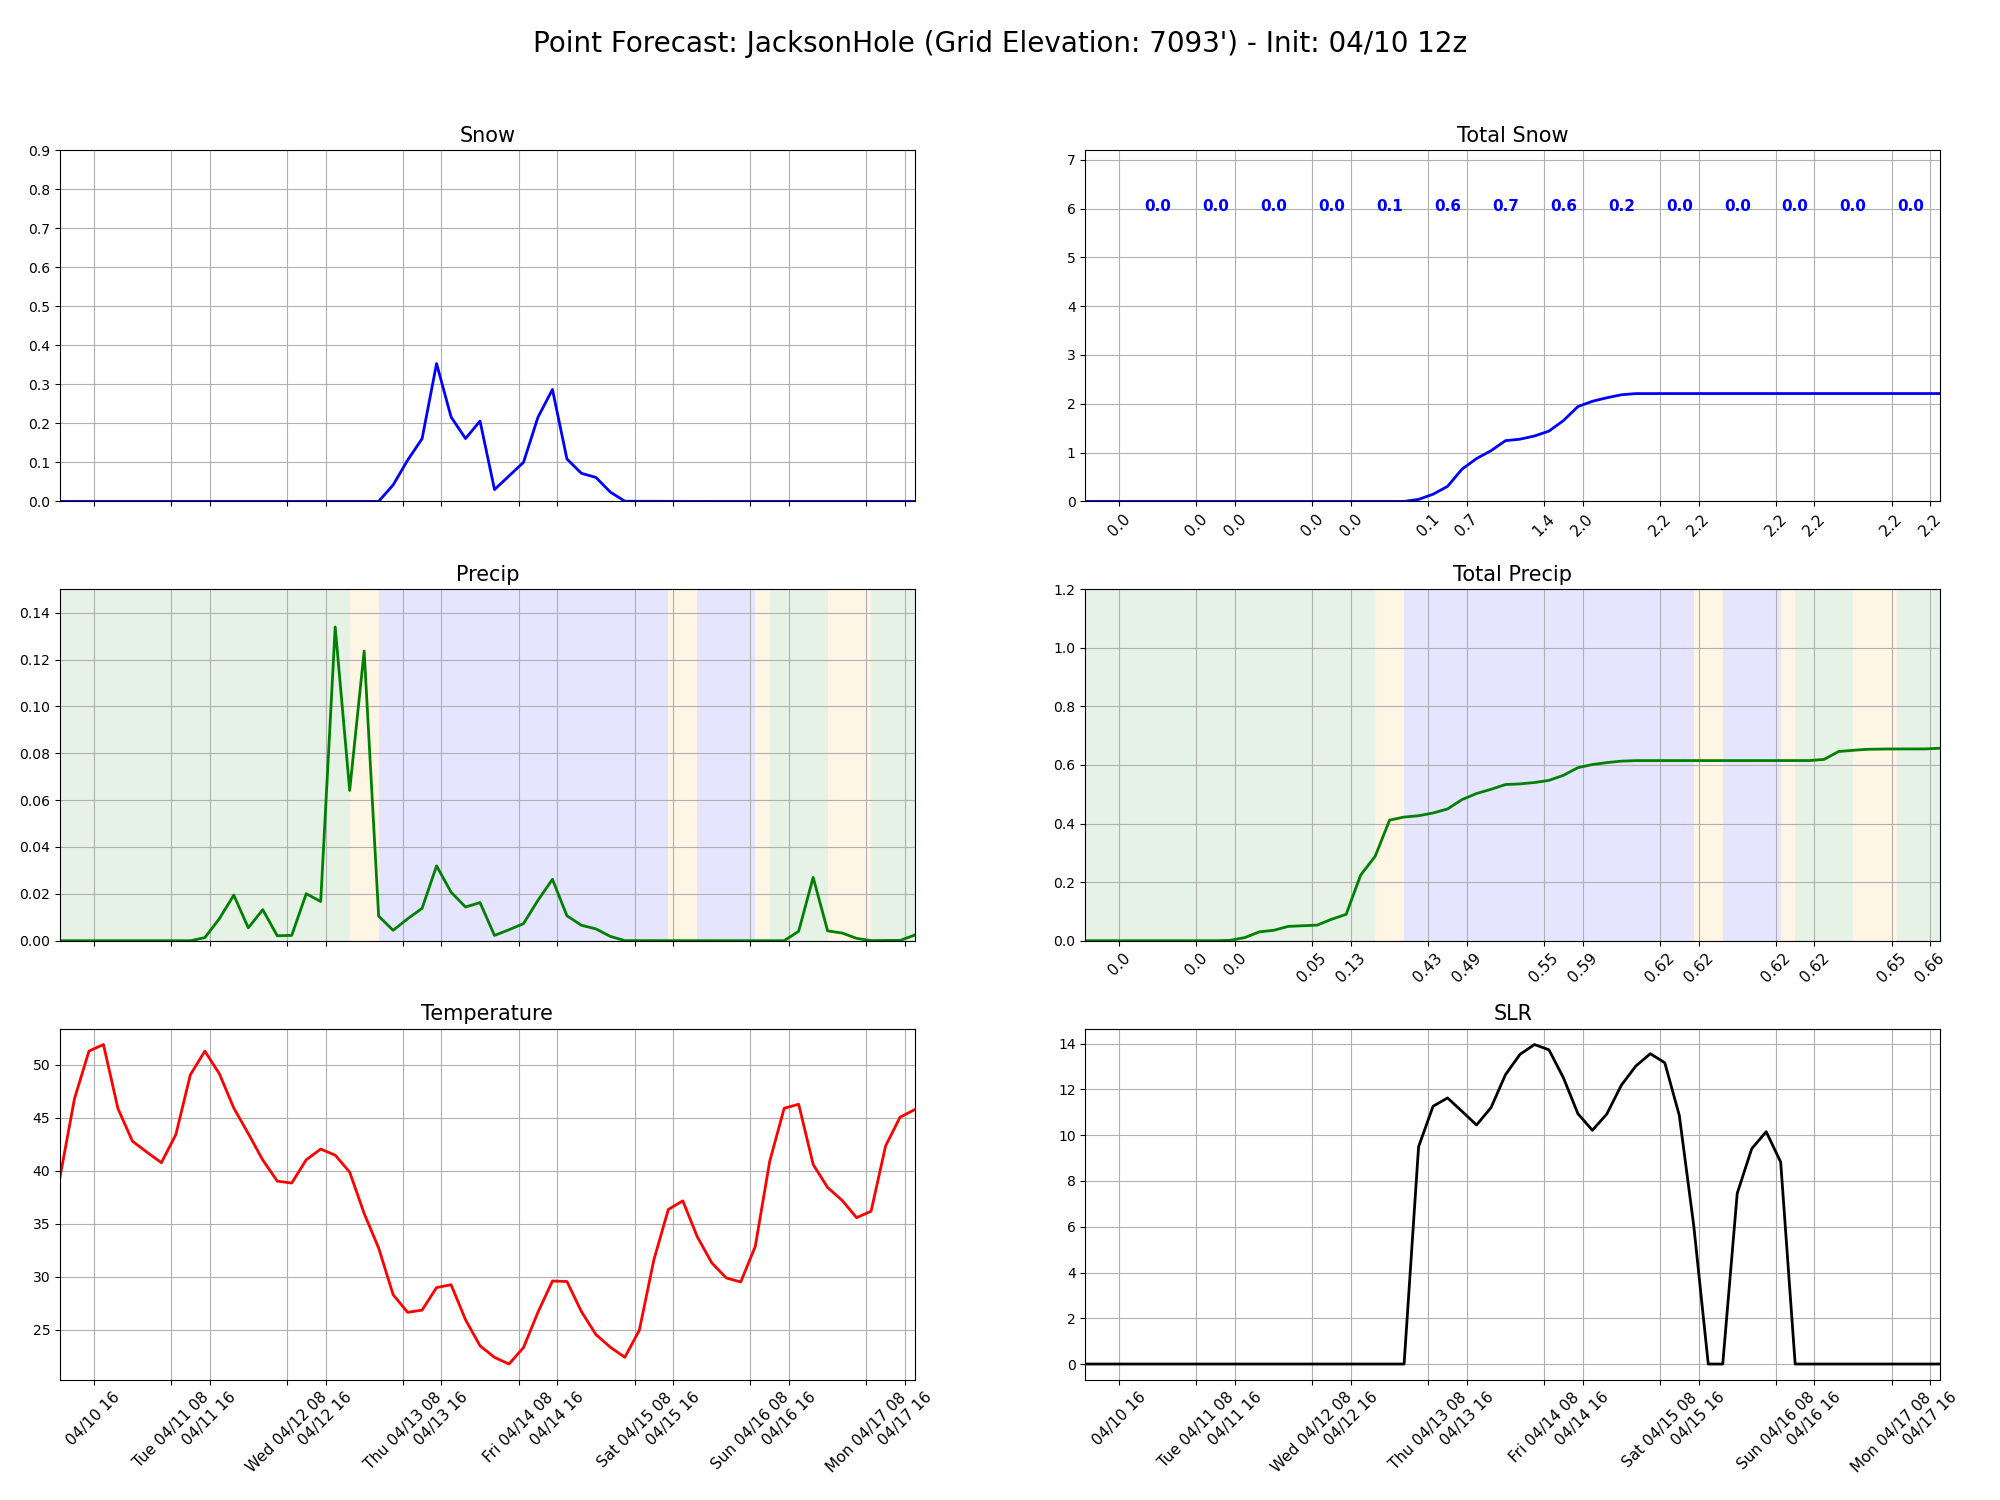 Point Forecast: JacksonHole (Grid Elevation: 7093') - Init: 04/10 12z
Snow
0.9
0.8
0.7
0.6
0.5
0.4
0.3
0.2
0.1
0.0
Total Snow
7
6
5
4
3
2
1
0
0.0 0.0 0.0 0.0 0.1 0.6 0.7 0.6 0.2 0.0 0.0 0.0 0.0 0.0
0.0 0.0 0.0 0.0 0.0 0.1 0.7 1.4 2.0 2.2 2.2 2.2 2.2 2.2 2.2
Precip
0.14
0.12
0.10
0.08
0.06
0.04
0.02
0.00
Total Precip
1.2
1.0
0.8
0.6
0.4
0.2
0.0
0.0 0.0 0.0 0.05 0.13 0.43 0.49 0.55 0.59 0.62 0.62 0.62 0.62 0.65 0.66
Temperature
50
45
40
35
30
25
04/10 16
Tue 04/11 08
04/11 16
Wed 04/12 08
04/12 16
Thu 04/13 08
04/13 16
Fri 04/14 08
04/14 16
Sat 04/15 08
04/15 16
Sun 04/16 08
04/16 16
Mon 04/17 08
04/17 16
SLR
14
12
10
8
6
4
2
0
04/10 16
Tue 04/11 08
04/11 16
Wed 04/12 08
04/12 16
Thu 04/13 08
04/13 16
Fri 04/14 08
04/14 16
Sat 04/15 08
04/15 16
Sun 04/16 08
04/16 16
Mon 04/17 08
04/17 16